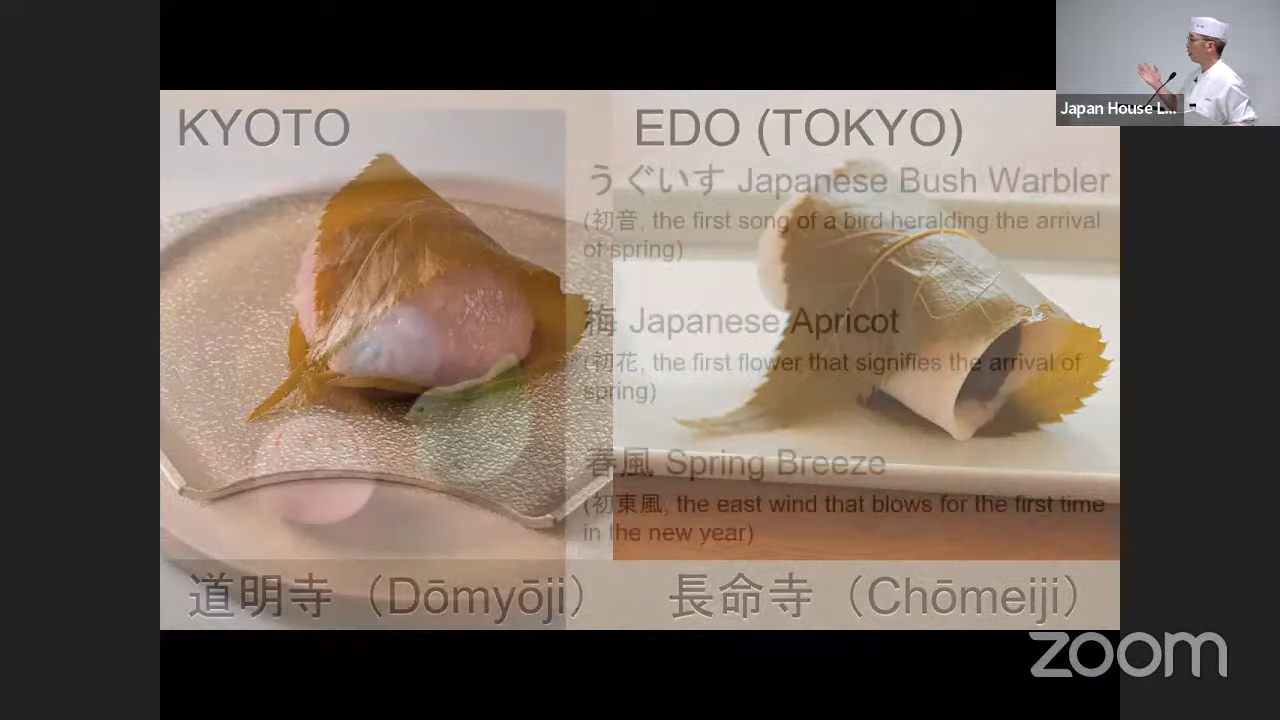 Japan House L...
KYOTO
EDO (TOKYO)
うぐいす Japanese Bush Warbler
(初音, the first song of a bird heralding the arrival
of spring)
梅 Japanese Apricot
(初花, the first flower that signifies the arrival of
spring)
春風 Spring Breeze
(初東風, the east wind that blows for the first time
in the new year)
道明寺（Dōmyōji）
長命寺（Chōmeiji）
zoom